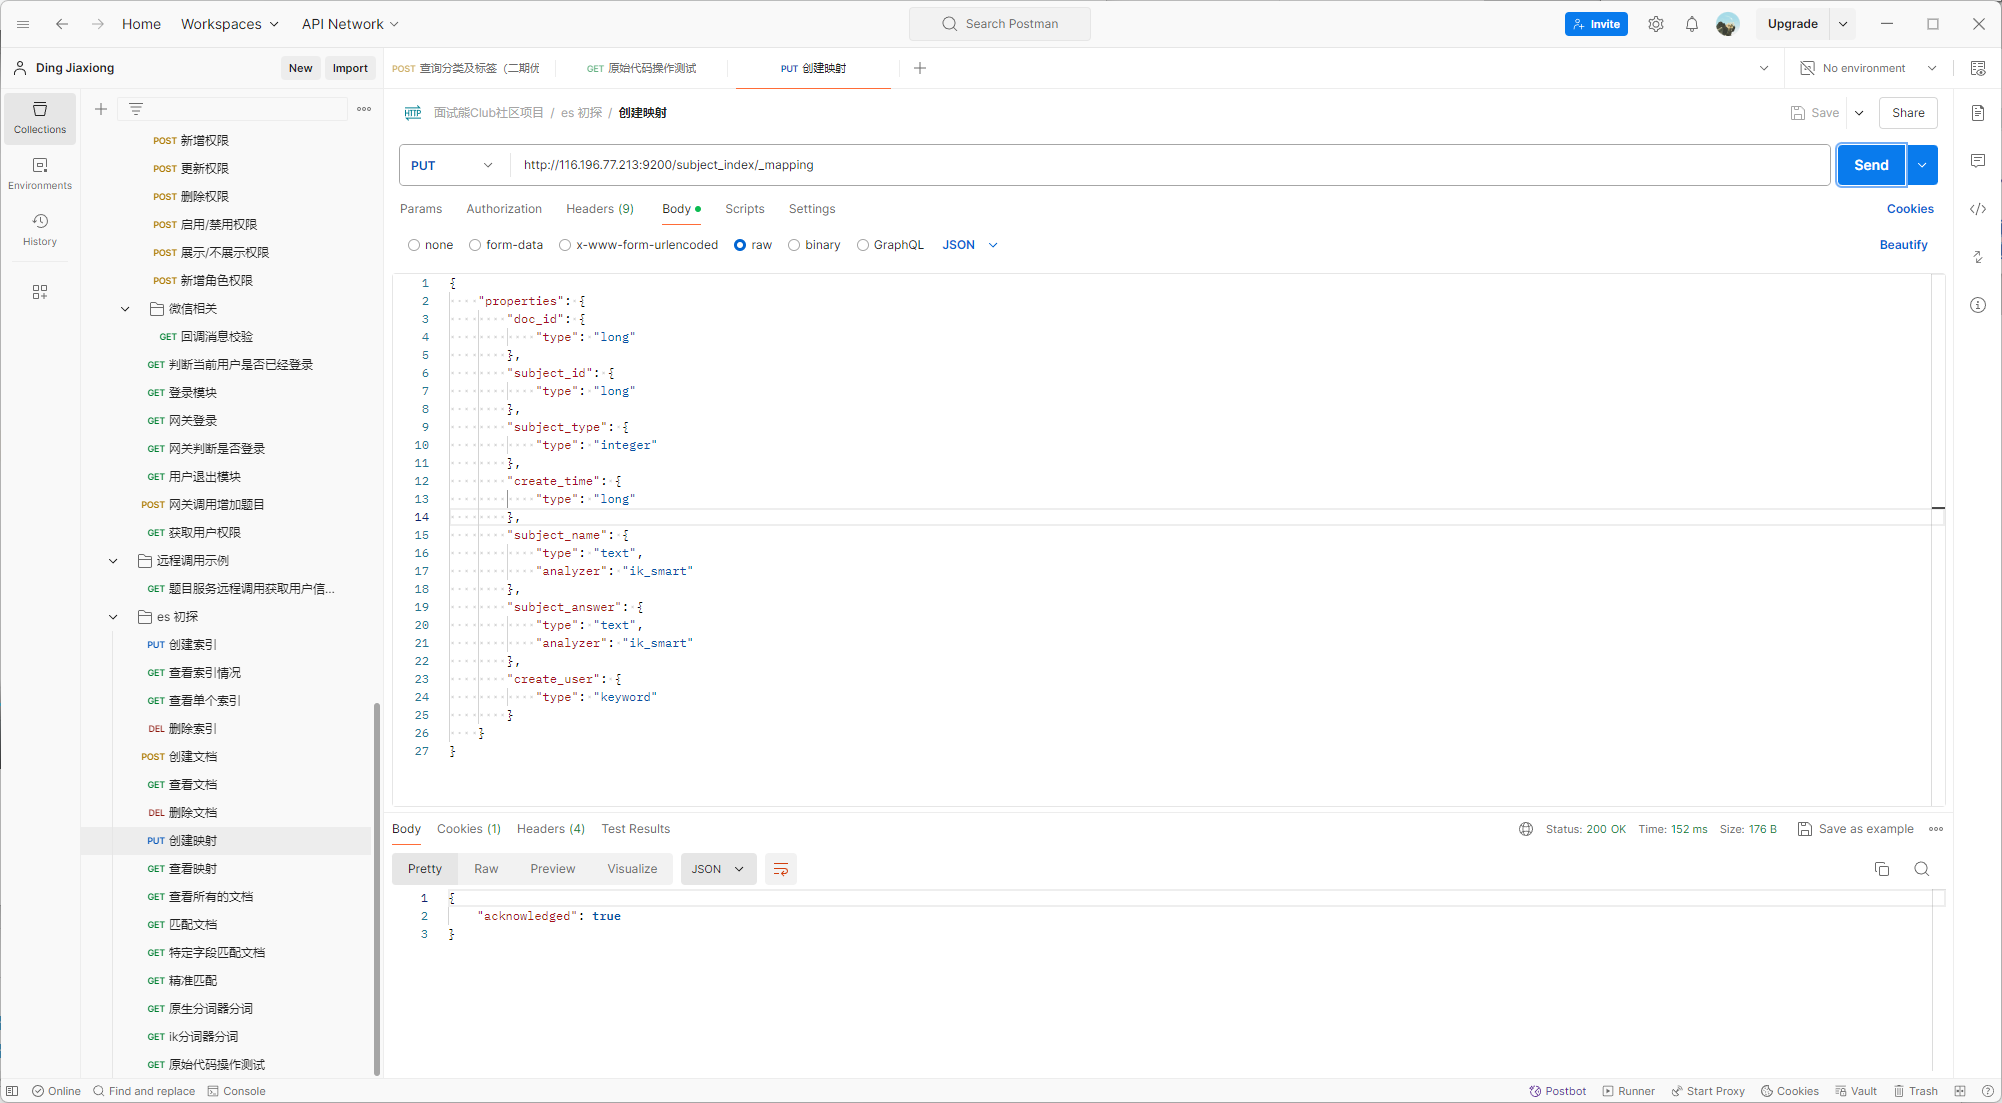 Home Workspaces API Network Search Postman Invite Upgrade
Ding Jiaxiong New Import POST 查询分类及标签（二期优 GET 原始代码操作测试 PUT 创建映射 No environment
Collections
Environments
History
POST 新增权限
POST 更新权限
POST 删除权限
POST 启用/禁用权限
POST 展示/不展示权限
POST 新增角色权限
微信相关
GET 回调消息校验
GET 判断当前用户是否已经登录
GET 登录模块
GET 网关登录
GET 网关判断是否登录
GET 用户退出模块
POST 网关调用增加题目
GET 获取用户权限
远程调用示例
GET 题目服务远程调用获取用户信...
es 初探
PUT 创建索引
GET 查看索引情况
GET 查看单个索引
DEL 删除索引
POST 创建文档
GET 查看文档
DEL 删除文档
PUT 创建映射
GET 查看映射
GET 查看所有的文档
GET 匹配文档
GET 特定字段匹配文档
GET 精准匹配
GET 原生分词器分词
GET ik分词器分词
GET 原始代码操作测试
HTTP 面试熊Club社区项目 / es 初探 / 创建映射 Save Share
PUT http://116.196.77.213:9200/subject_index/_mapping Send
Params Authorization Headers (9) Body Scripts Settings Cookies
none form-data x-www-form-urlencoded raw binary GraphQL JSON Beautify
1 {
2 "properties": {
3 "doc_id": {
4 "type": "long"
5 },
6 "subject_id": {
7 "type": "long"
8 },
9 "subject_type": {
10 "type": "integer"
11 },
12 "create_time": {
13 "type": "long"
14 },
15 "subject_name": {
16 "type": "text",
17 "analyzer": "ik_smart"
18 },
19 "subject_answer": {
20 "type": "text",
21 "analyzer": "ik_smart"
22 },
23 "create_user": {
24 "type": "keyword"
25 }
26 }
27 }
Body Cookies (1) Headers (4) Test Results Status: 200 OK Time: 152 ms Size: 176 B Save as example
Pretty Raw Preview Visualize JSON
1 {
2 "acknowledged": true
3 }
Online Find and replace Console Postbot Runner Start Proxy Cookies Vault Trash